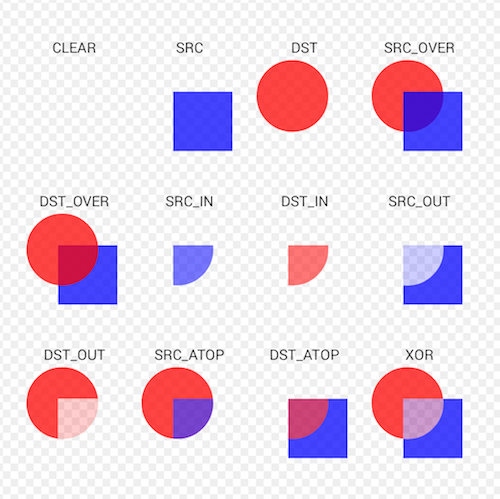 CLEAR SRC DST SRC_OVER
DST_OVER SRC_IN DST_IN SRC_OUT
DST_OUT SRC_ATOP DST_ATOP XOR